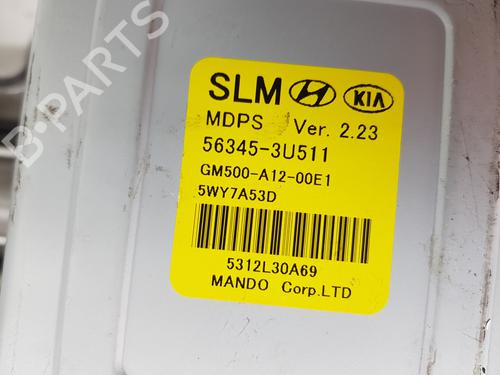 SLM KIA
MDPS Ver. 2.23
56345-3U511
GM500-A12-00E1
5WY7A53D
5312L30A69
MANDO Corp.LTD
B-PARTS